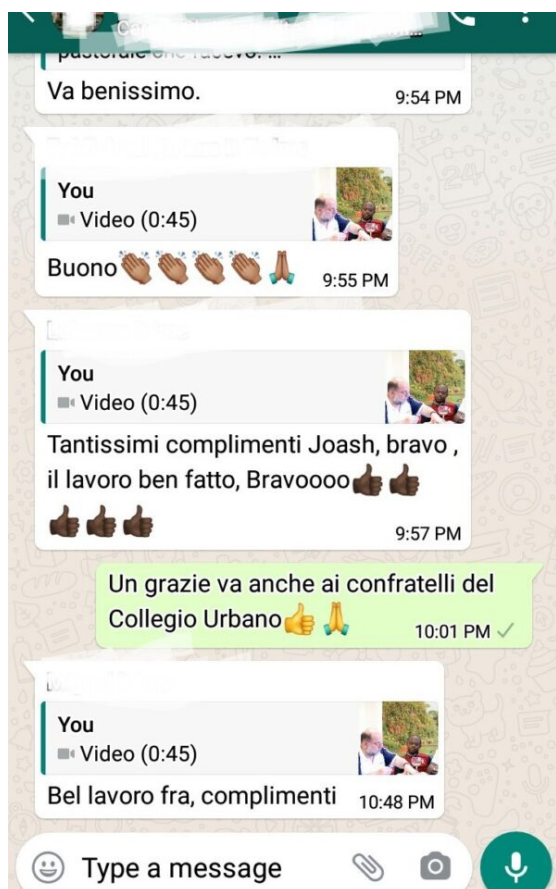 Va benissimo.
9:54 PM
You
Video (0:45)
Buono👏🏾👏🏾👏🏾👏🏾🙏🏾
9:55 PM
You
Video (0:45)
Tantissimi complimenti Joash, bravo ,
il lavoro ben fatto, Bravoooo👍🏿👍🏿
👍🏿👍🏿👍🏿
9:57 PM
Un grazie va anche ai confratelli del
Collegio Urbano👍🙏
10:01 PM
You
Video (0:45)
Bel lavoro fra, complimenti
10:48 PM
Type a message